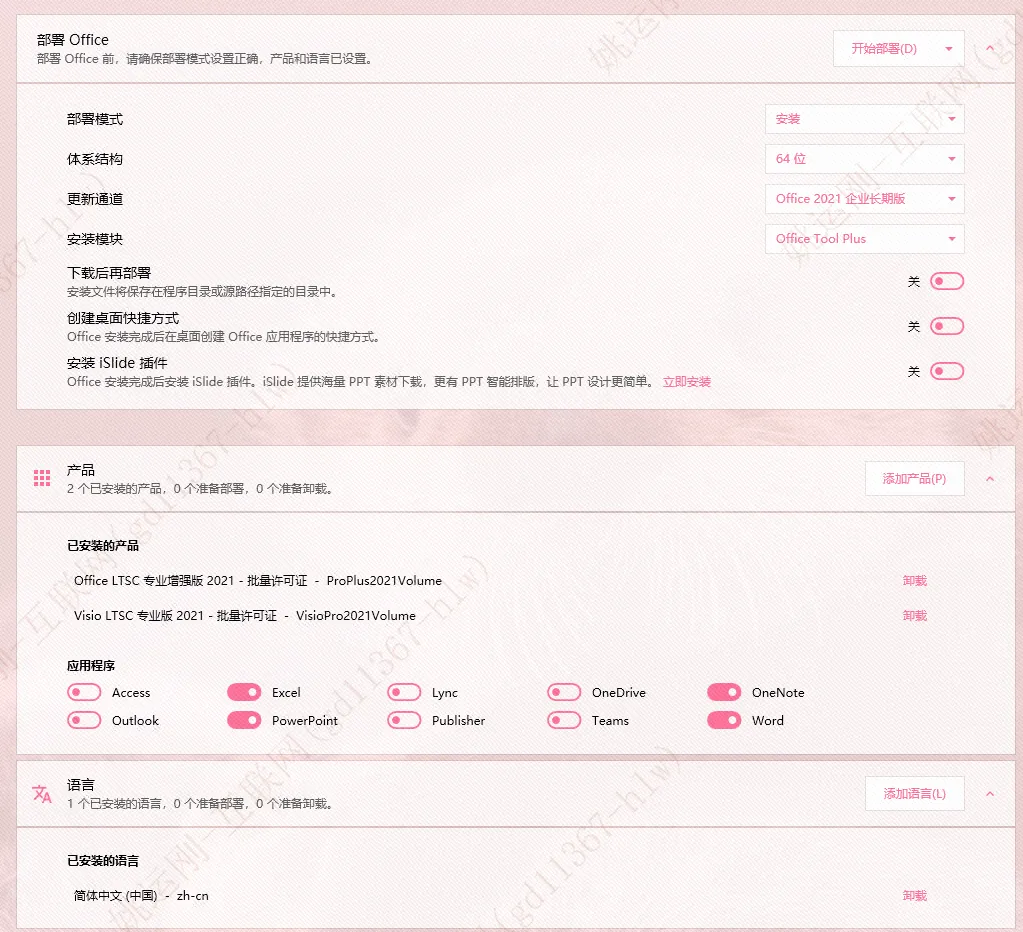 部署 Office
部署 Office 前，请确保部署模式设置正确，产品和语言已设置。
开始部署(D)
部署模式
安装
体系结构
64 位
更新通道
Office 2021 企业长期版
安装模块
Office Tool Plus
下载后再部署
安装文件将保存在程序目录或源路径指定的目录中。
关
创建桌面快捷方式
Office 安装完成后在桌面创建 Office 应用程序的快捷方式。
关
安装 iSlide 插件
Office 安装完成后安装 iSlide 插件。iSlide 提供海量 PPT 素材下载，更有 PPT 智能排版，让 PPT 设计更简单。 立即安装
关
产品
2 个已安装的产品，0 个准备部署，0 个准备卸载。
添加产品(P)
已安装的产品
Office LTSC 专业增强版 2021 - 批量许可证 - ProPlus2021Volume
卸载
Visio LTSC 专业版 2021 - 批量许可证 - VisioPro2021Volume
卸载
应用程序
Access Excel Lync OneDrive OneNote
Outlook PowerPoint Publisher Teams Word
语言
1 个已安装的语言，0 个准备部署，0 个准备卸载。
添加语言(L)
已安装的语言
简体中文 (中国) - zh-cn
卸载
姚运刚-互联网(gd11367-hlw)